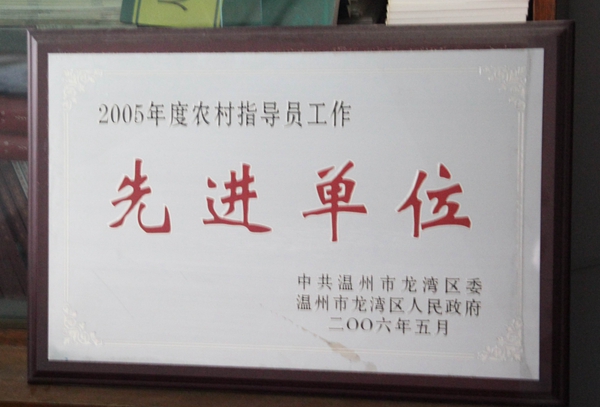 2005年度农村指导员工作
先进单位
中共温州市龙湾区委
温州市龙湾区人民政府
二〇〇六年五月